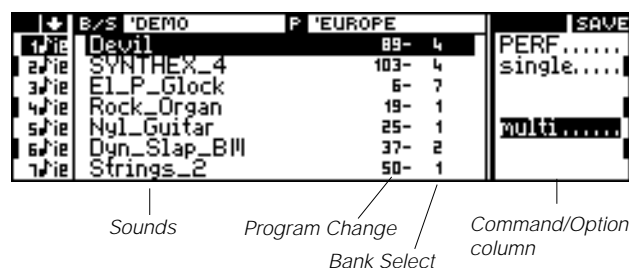 B/S 'DEMO P 'EUROPE SAVE
1 Devil 89- 4 PERF......
2 SYNTHEX_4 103- 4 single.....
3 El_P_Glock 6- 7
4 Rock_Organ 19- 1
5 Nyl_Guitar 25- 1 multi......
6 Dyn_Slap_B 37- 2
7 Strings_2 50- 1
Sounds
Program Change
Bank Select
Command/Option
column